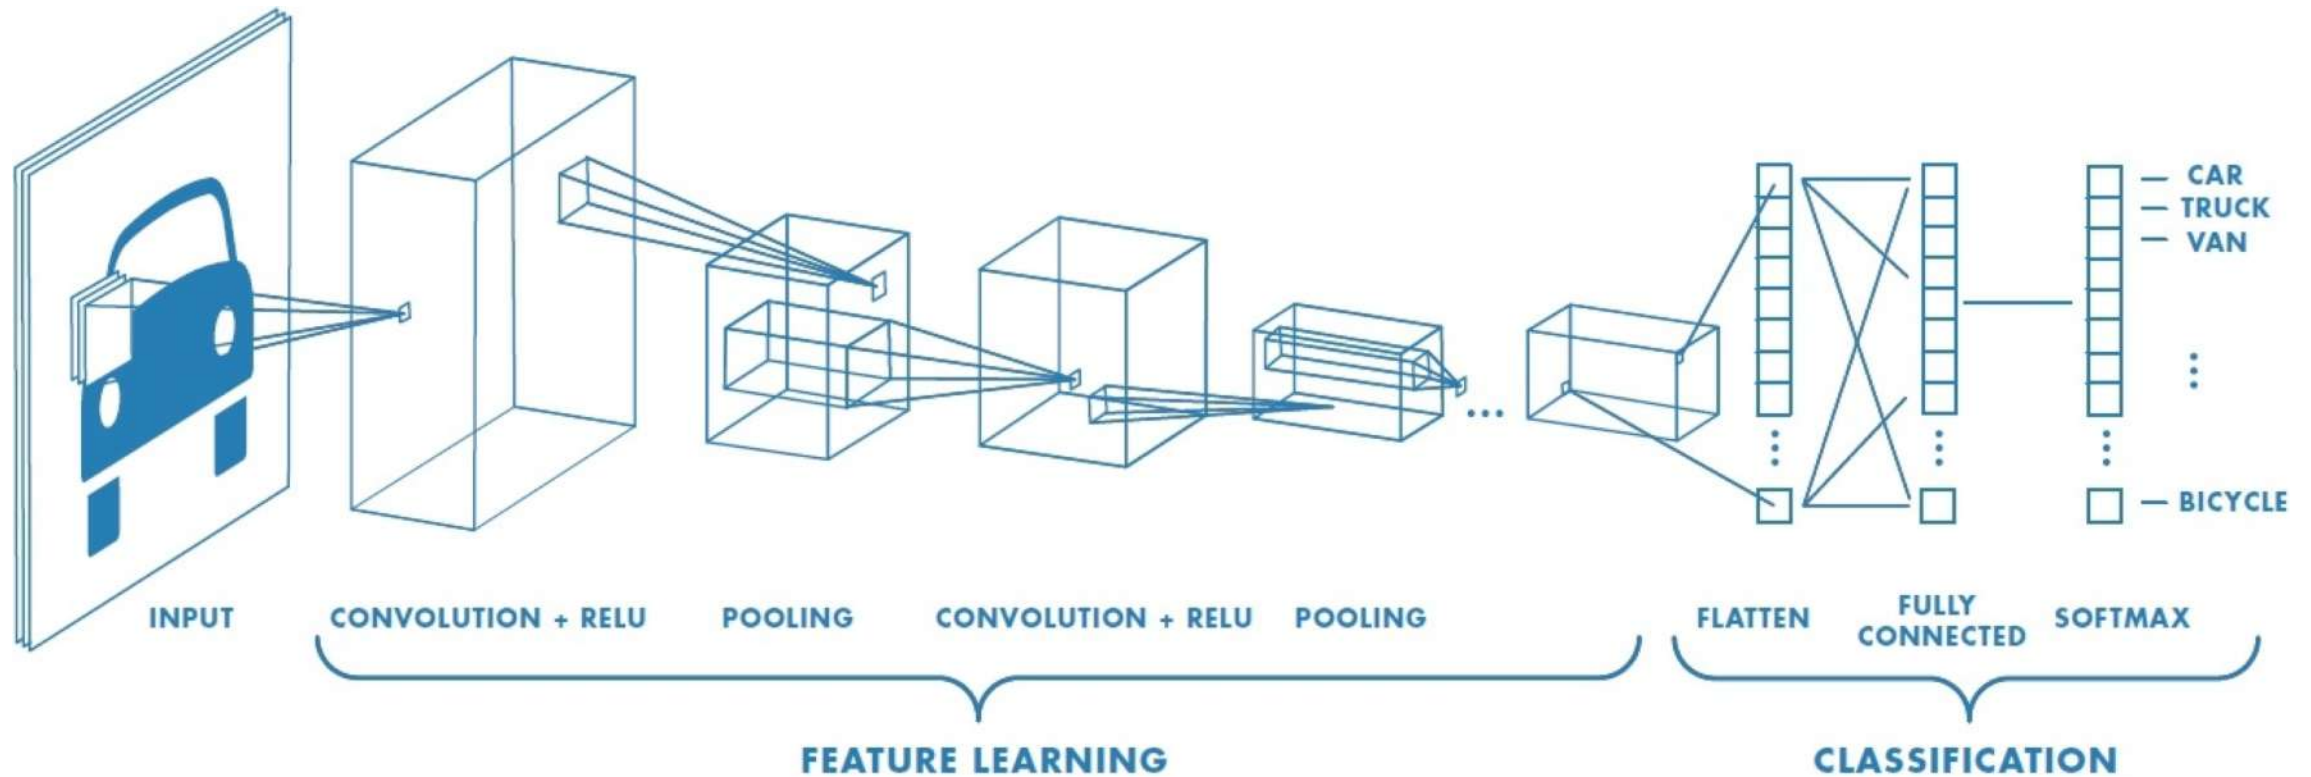 CAR
TRUCK
VAN
BICYCLE
INPUT
CONVOLUTION + RELU
POOLING
CONVOLUTION + RELU
POOLING
FLATTEN
FULLY
CONNECTED
SOFTMAX
FEATURE LEARNING
CLASSIFICATION